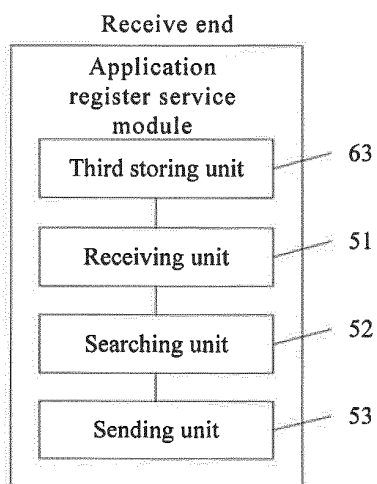 Receive end
Application
register service
module
Third storing unit
63
Receiving unit
51
Searching unit
52
Sending unit
53